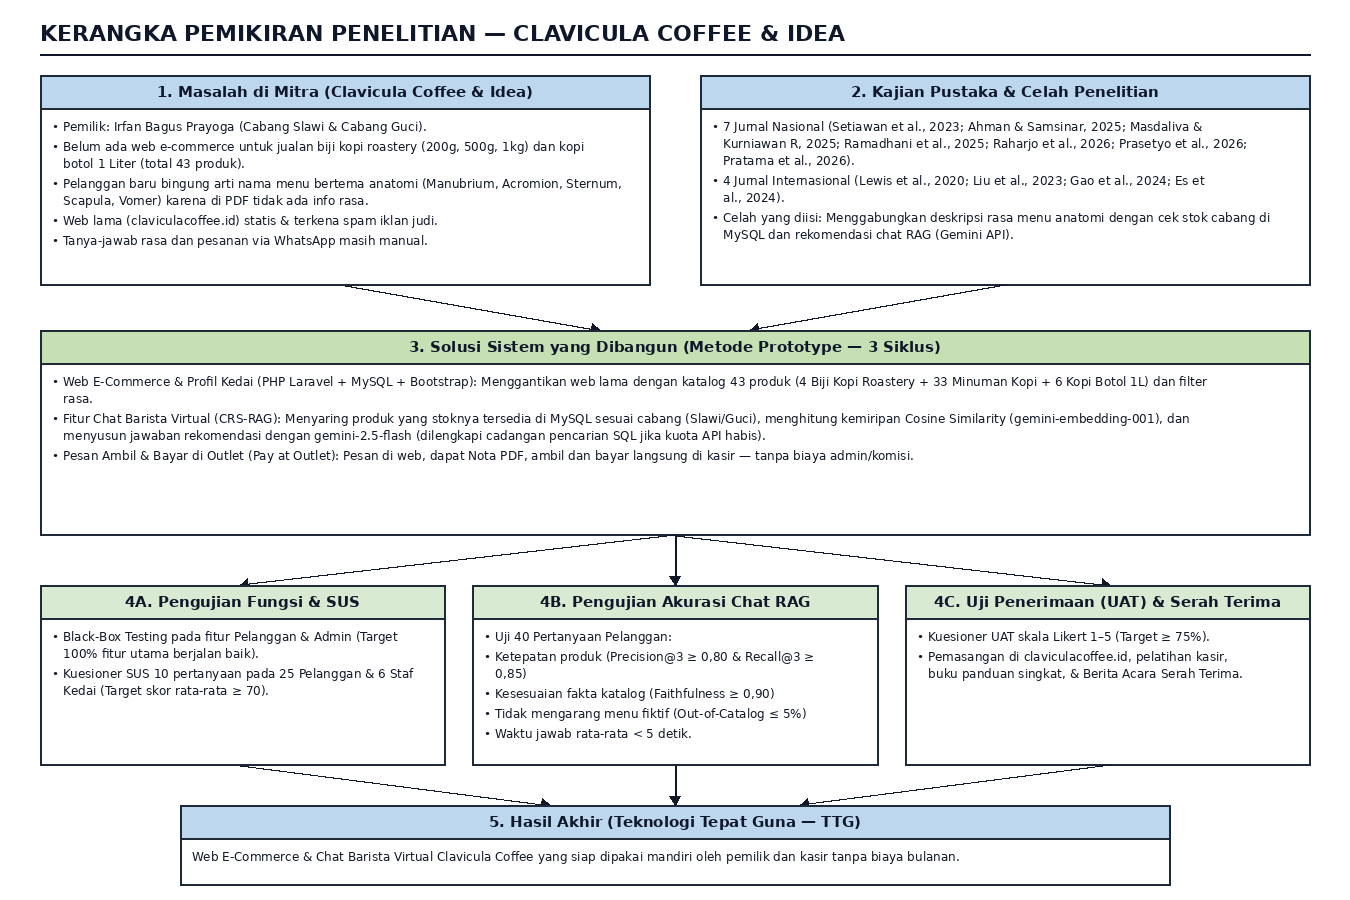 KERANGKA PEMIKIRAN PENELITIAN — CLAVICULA COFFEE & IDEA
1. Masalah di Mitra (Clavicula Coffee & Idea)
• Pemilik: Irfan Bagus Prayoga (Cabang Slawi & Cabang Guci).
• Belum ada web e-commerce untuk jualan biji kopi roastery (200g, 500g, 1kg) dan kopi
botol 1 Liter (total 43 produk).
• Pelanggan baru bingung arti nama menu bertema anatomi (Manubrium, Acromion, Sternum,
Scapula, Vomer) karena di PDF tidak ada info rasa.
• Web lama (claviculacoffee.id) statis & terkena spam iklan judi.
• Tanya-jawab rasa dan pesanan via WhatsApp masih manual.
2. Kajian Pustaka & Celah Penelitian
• 7 Jurnal Nasional (Setiawan et al., 2023; Ahman & Samsinar, 2025; Masdaliva &
Kurniawan R, 2025; Ramadhani et al., 2025; Raharjo et al., 2026; Prasetyo et al., 2026;
Pratama et al., 2026).
• 4 Jurnal Internasional (Lewis et al., 2020; Liu et al., 2023; Gao et al., 2024; Es et
al., 2024).
• Celah yang diisi: Menggabungkan deskripsi rasa menu anatomi dengan cek stok cabang di
MySQL dan rekomendasi chat RAG (Gemini API).
3. Solusi Sistem yang Dibangun (Metode Prototype — 3 Siklus)
• Web E-Commerce & Profil Kedai (PHP Laravel + MySQL + Bootstrap): Menggantikan web lama dengan katalog 43 produk (4 Biji Kopi Roastery + 33 Minuman Kopi + 6 Kopi Botol 1L) dan filter
rasa.
• Fitur Chat Barista Virtual (CRS-RAG): Menyaring produk yang stoknya tersedia di MySQL sesuai cabang (Slawi/Guci), menghitung kemiripan Cosine Similarity (gemini-embedding-001), dan
menyusun jawaban rekomendasi dengan gemini-2.5-flash (dilengkapi cadangan pencarian SQL jika kuota API habis).
• Pesan Ambil & Bayar di Outlet (Pay at Outlet): Pesan di web, dapat Nota PDF, ambil dan bayar langsung di kasir — tanpa biaya admin/komisi.
4A. Pengujian Fungsi & SUS
• Black-Box Testing pada fitur Pelanggan & Admin (Target
100% fitur utama berjalan baik).
• Kuesioner SUS 10 pertanyaan pada 25 Pelanggan & 6 Staf
Kedai (Target skor rata-rata ≥ 70).
4B. Pengujian Akurasi Chat RAG
• Uji 40 Pertanyaan Pelanggan:
• Ketepatan produk (Precision@3 ≥ 0,80 & Recall@3 ≥
0,85)
• Kesesuaian fakta katalog (Faithfulness ≥ 0,90)
• Tidak mengarang menu fiktif (Out-of-Catalog ≤ 5%)
• Waktu jawab rata-rata < 5 detik.
4C. Uji Penerimaan (UAT) & Serah Terima
• Kuesioner UAT skala Likert 1–5 (Target ≥ 75%).
• Pemasangan di claviculacoffee.id, pelatihan kasir,
buku panduan singkat, & Berita Acara Serah Terima.
5. Hasil Akhir (Teknologi Tepat Guna — TTG)
Web E-Commerce & Chat Barista Virtual Clavicula Coffee yang siap dipakai mandiri oleh pemilik dan kasir tanpa biaya bulanan.